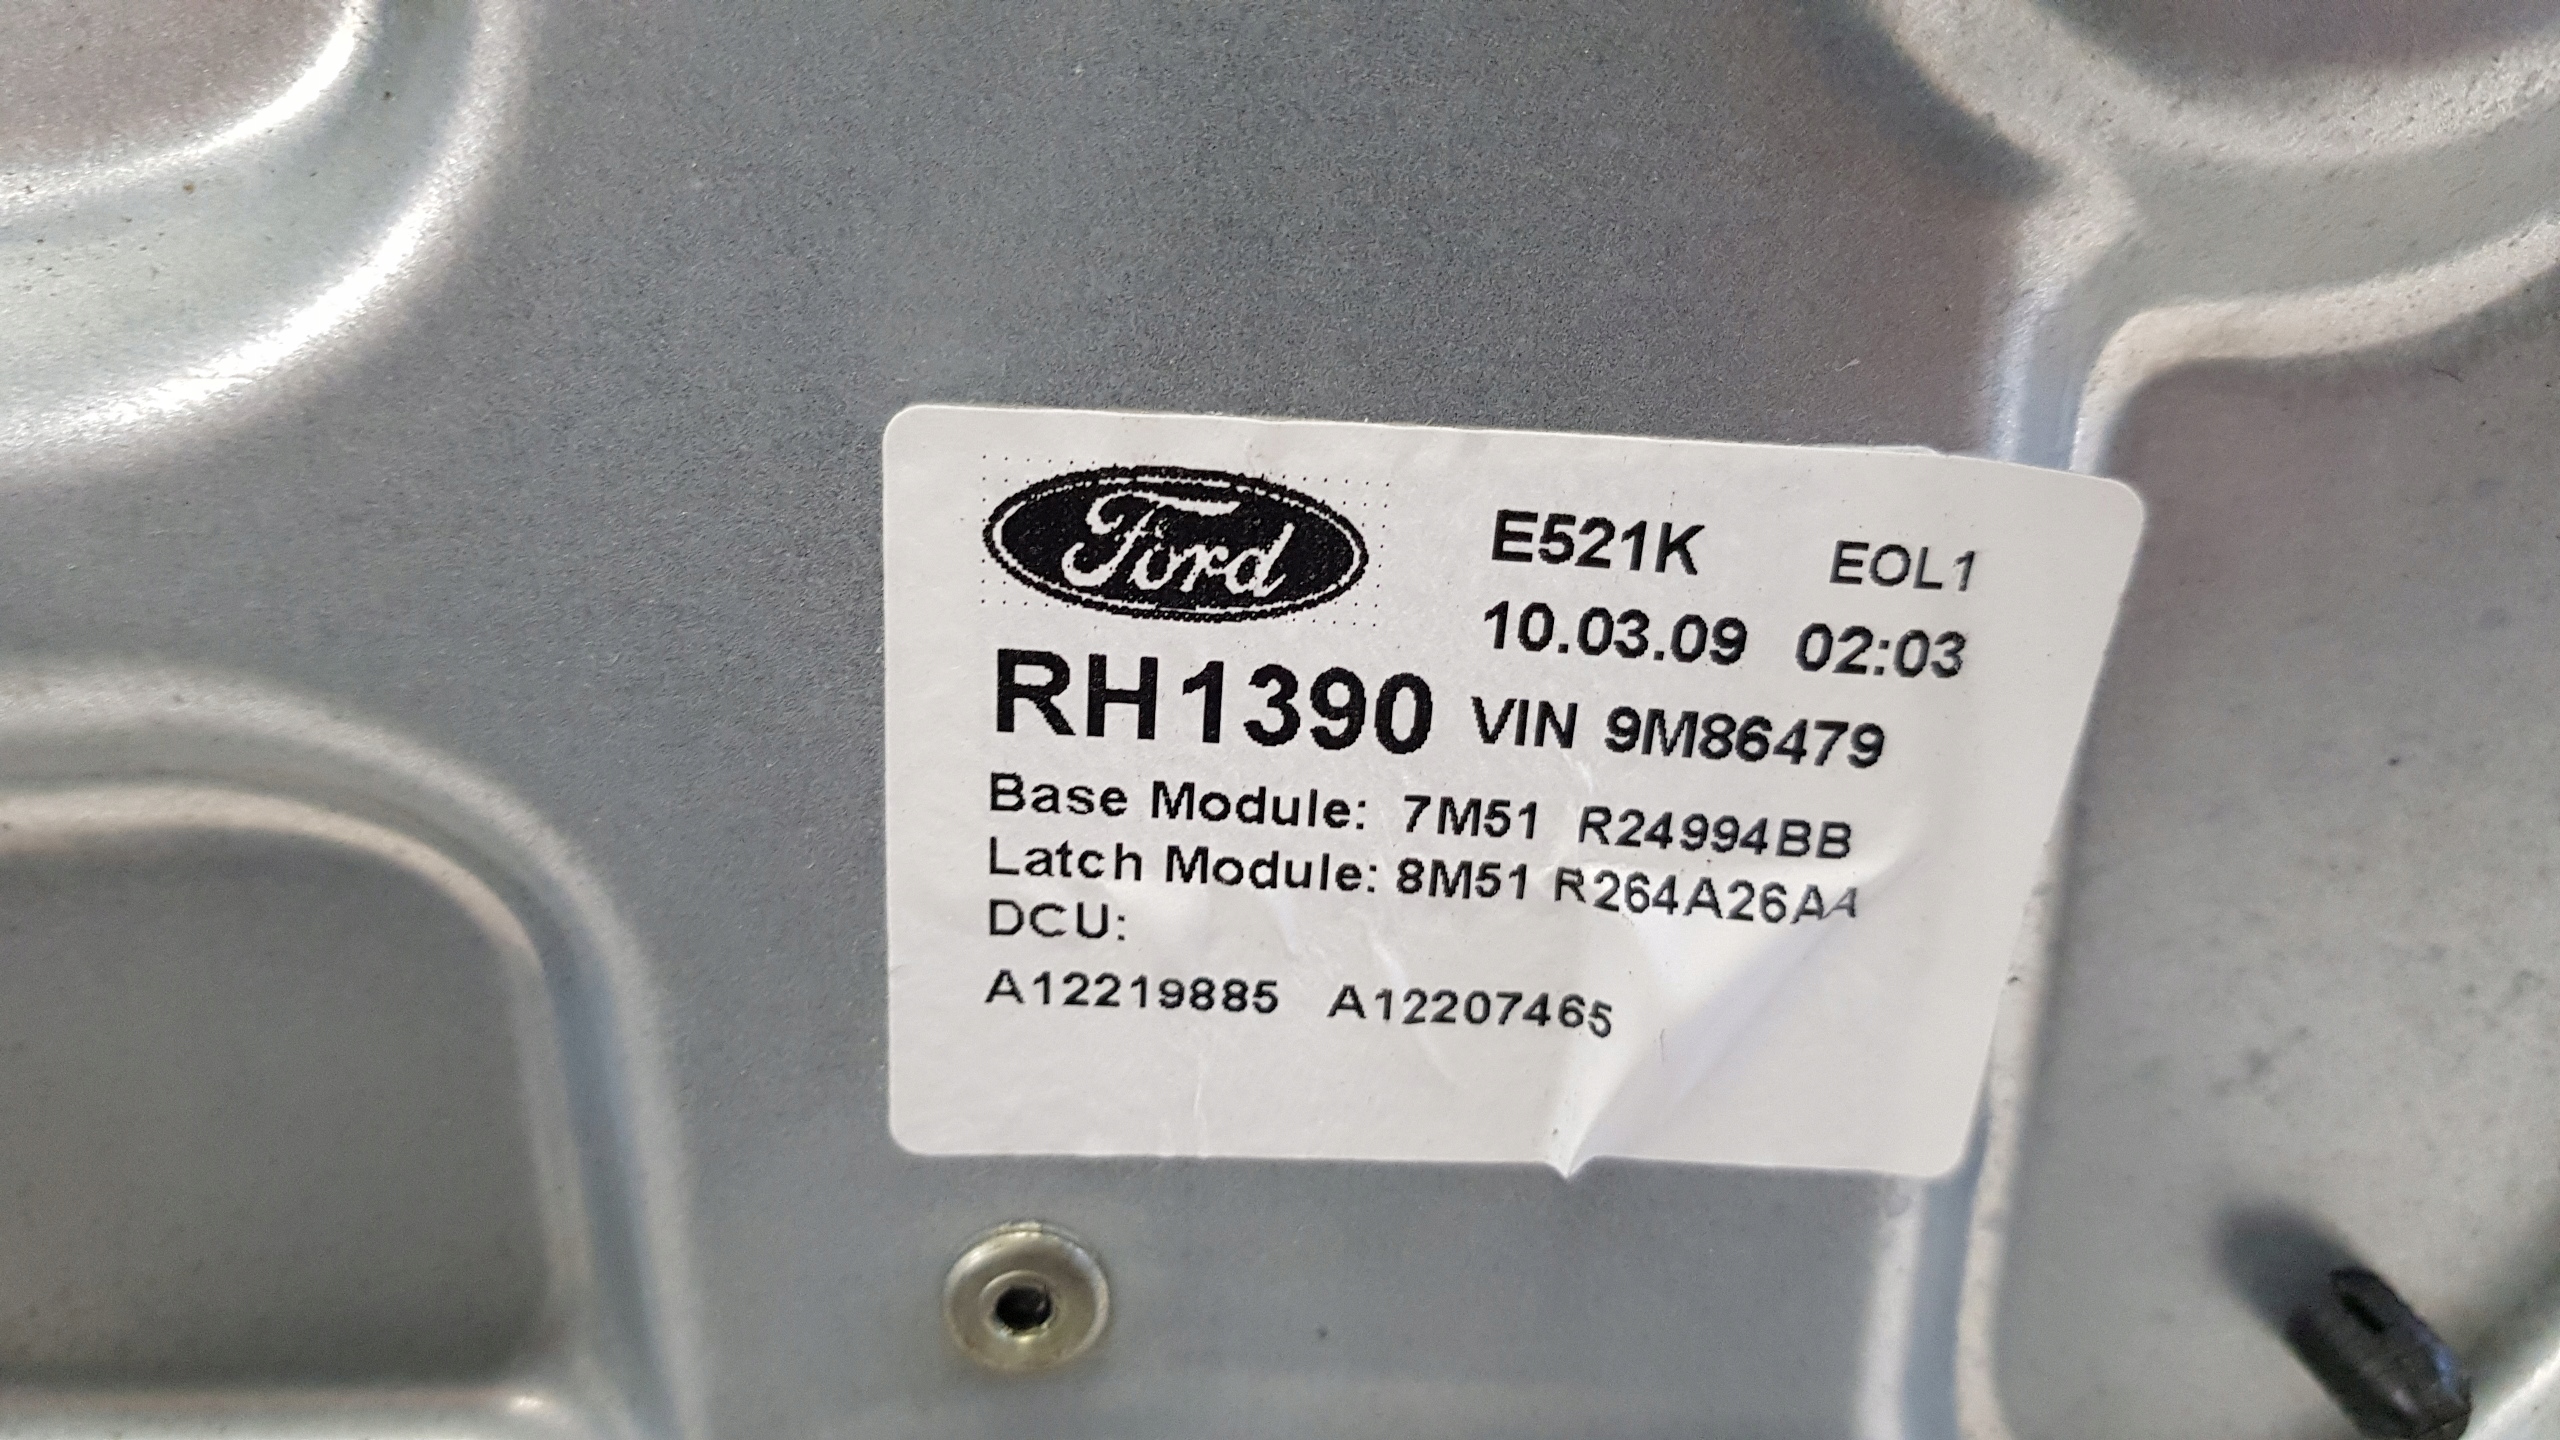 Ford
E521K EOL1
10.03.09 02:03
RH1390 VIN 9M86479
Base Module: 7M51 R24994BB
Latch Module: 8M51 R264A26AA
DCU:
A12219885 A12207465